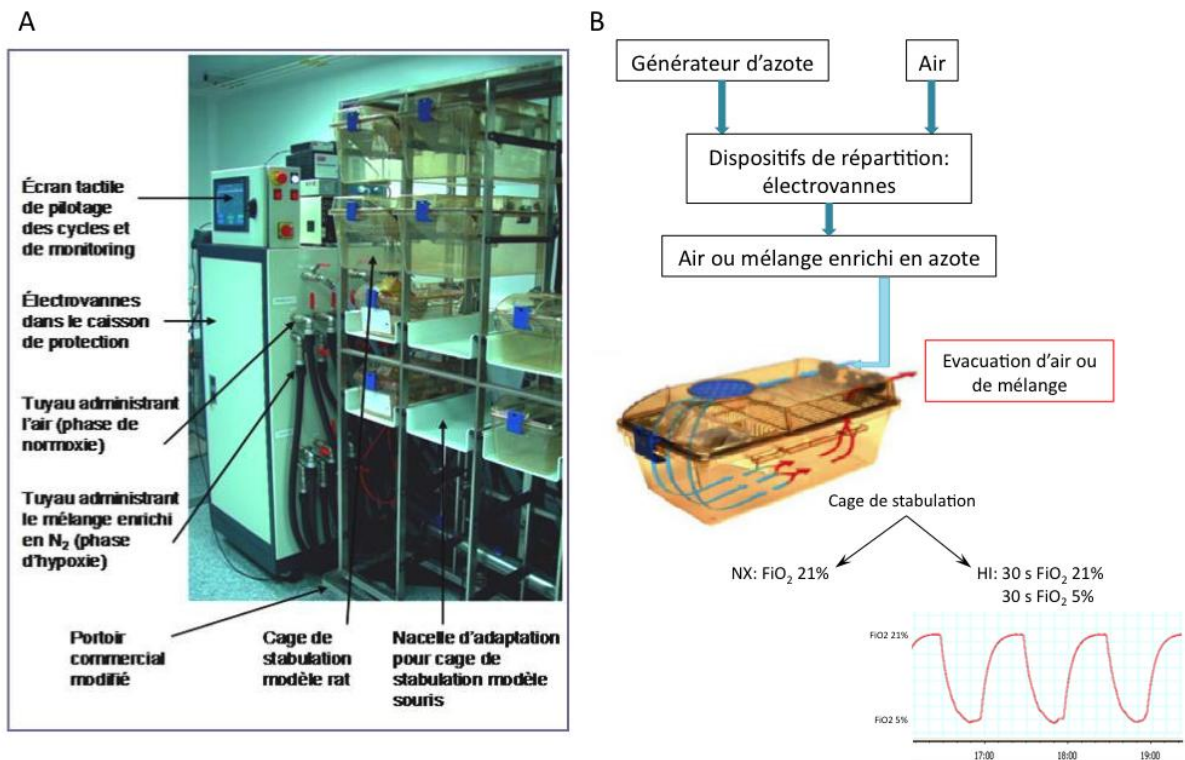 A
Écran tactile
de pilotage
des cycles et
de monitoring
Électrovannes
dans le caisson
de protection
Tuyau administrant
l'air (phase de
normoxie)
Tuyau administrant
le mélange enrichi
en N₂ (phase
d'hypoxie)
Portoir
commercial
modifié
Cage de
stabulation
modèle rat
Nacelle d'adaptation
pour cage de
stabulation modèle
souris
B
Générateur d'azote
Air
Dispositifs de répartition:
électrovannes
Air ou mélange enrichi en azote
Evacuation d'air ou
de mélange
Cage de stabulation
NX: FiO₂ 21%
HI: 30 s FiO₂ 21%
30 s FiO₂ 5%
FiO2 21%
FiO2 5%
17:00
18:00
19:00